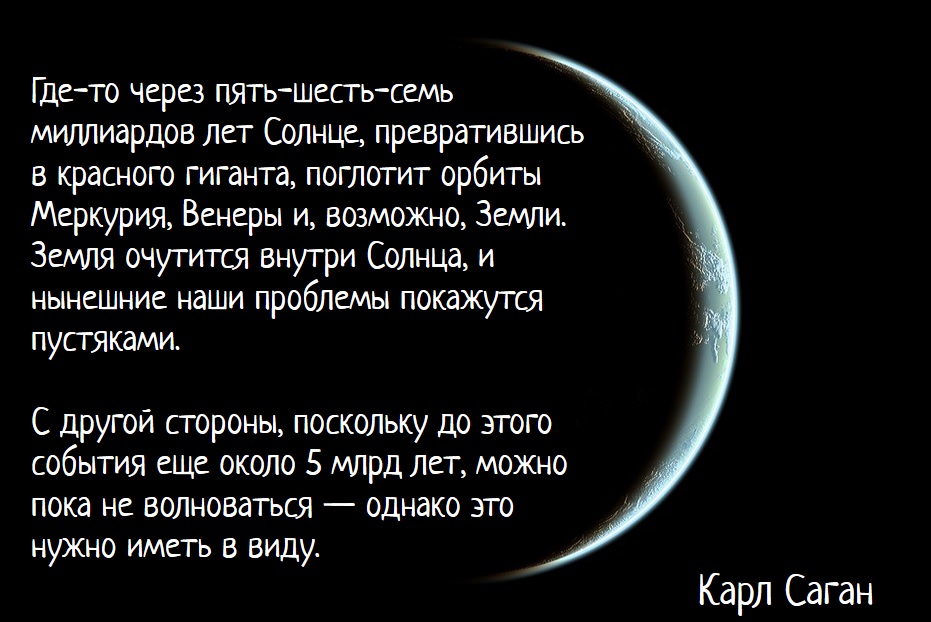 Где-то через пять-шесть-семь
миллиардов лет Солнце, превратившись
в красного гиганта, поглотит орбиты
Меркурия, Венеры и, возможно, Земли.
Земля очутится внутри Солнца, и
нынешние наши проблемы покажутся
пустяками.
С другой стороны, поскольку до этого
события еще около 5 млрд лет, можно
пока не волноваться — однако это
нужно иметь в виду.
Карл Саган